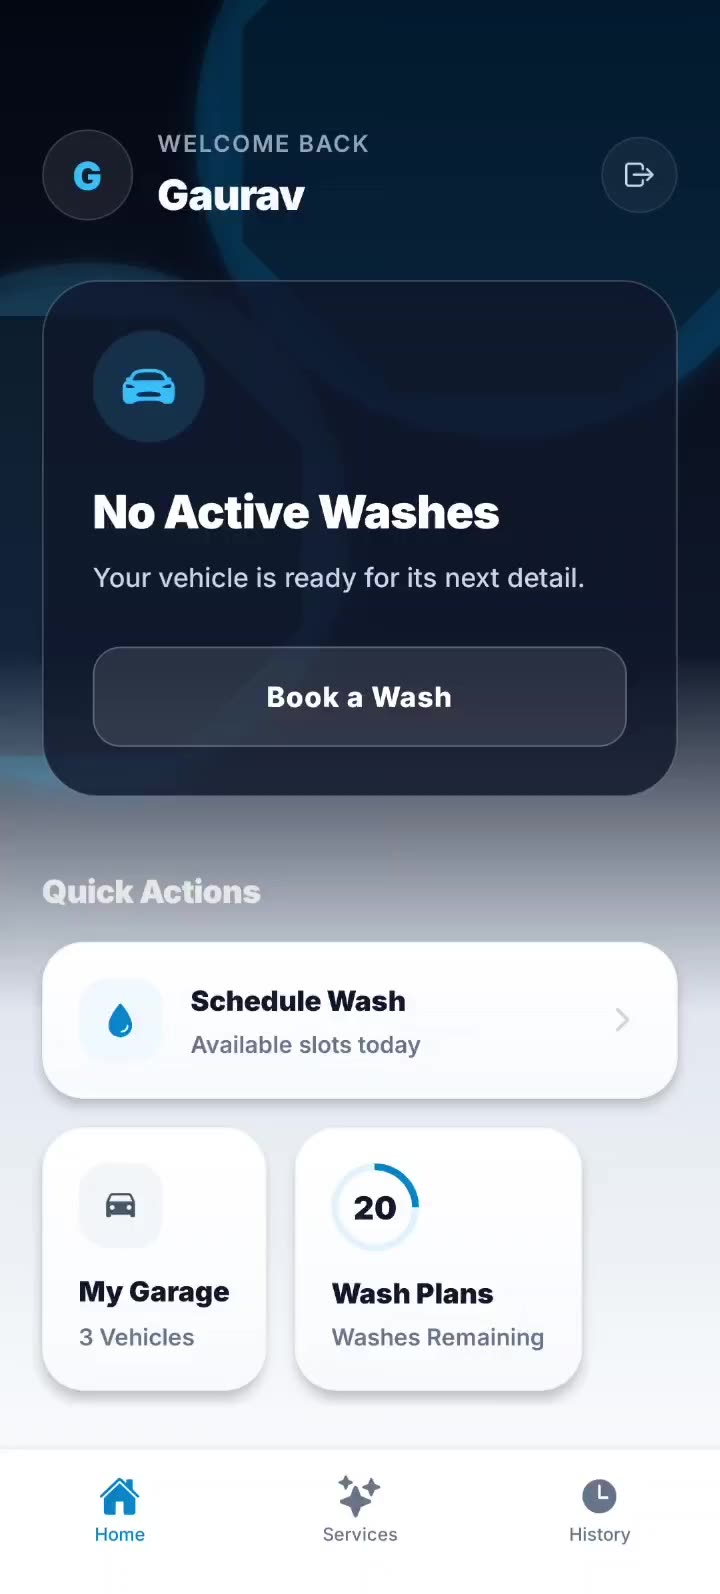 G
WELCOME BACK
Gaurav
No Active Washes
Your vehicle is ready for its next detail.
Book a Wash
Quick Actions
Schedule Wash
Available slots today
My Garage
3 Vehicles
20
Wash Plans
Washes Remaining
Home
Services
History